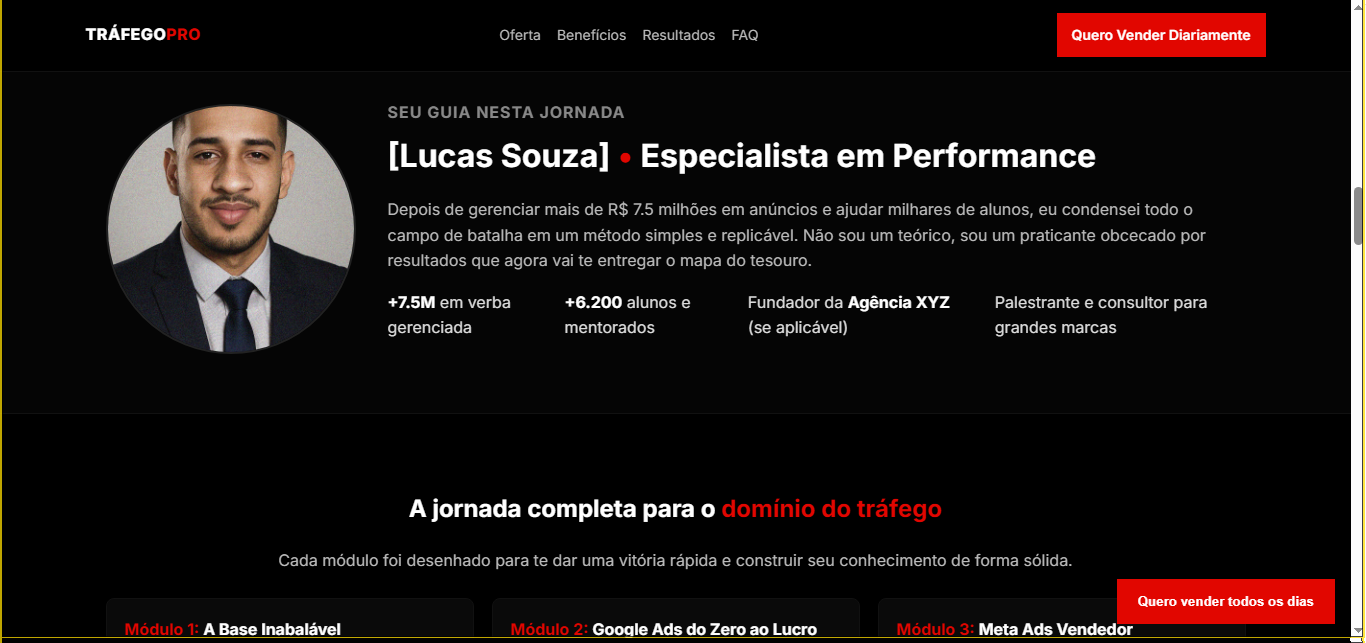 TRÁFEGOPRO
Oferta Benefícios Resultados FAQ
Quero Vender Diariamente
SEU GUIA NESTA JORNADA
[Lucas Souza] • Especialista em Performance
Depois de gerenciar mais de R$ 7.5 milhões em anúncios e ajudar milhares de alunos, eu condensei todo o
campo de batalha em um método simples e replicável. Não sou um teórico, sou um praticante obcecado por
resultados que agora vai te entregar o mapa do tesouro.
+7.5M em verba
gerenciada
+6.200 alunos e
mentorados
Fundador da Agência XYZ
(se aplicável)
Palestrante e consultor para
grandes marcas
A jornada completa para o domínio do tráfego
Cada módulo foi desenhado para te dar uma vitória rápida e construir seu conhecimento de forma sólida.
Quero vender todos os dias
Módulo 1: A Base Inabalável
Módulo 2: Google Ads do Zero ao Lucro
Módulo 3: Meta Ads Vendedor